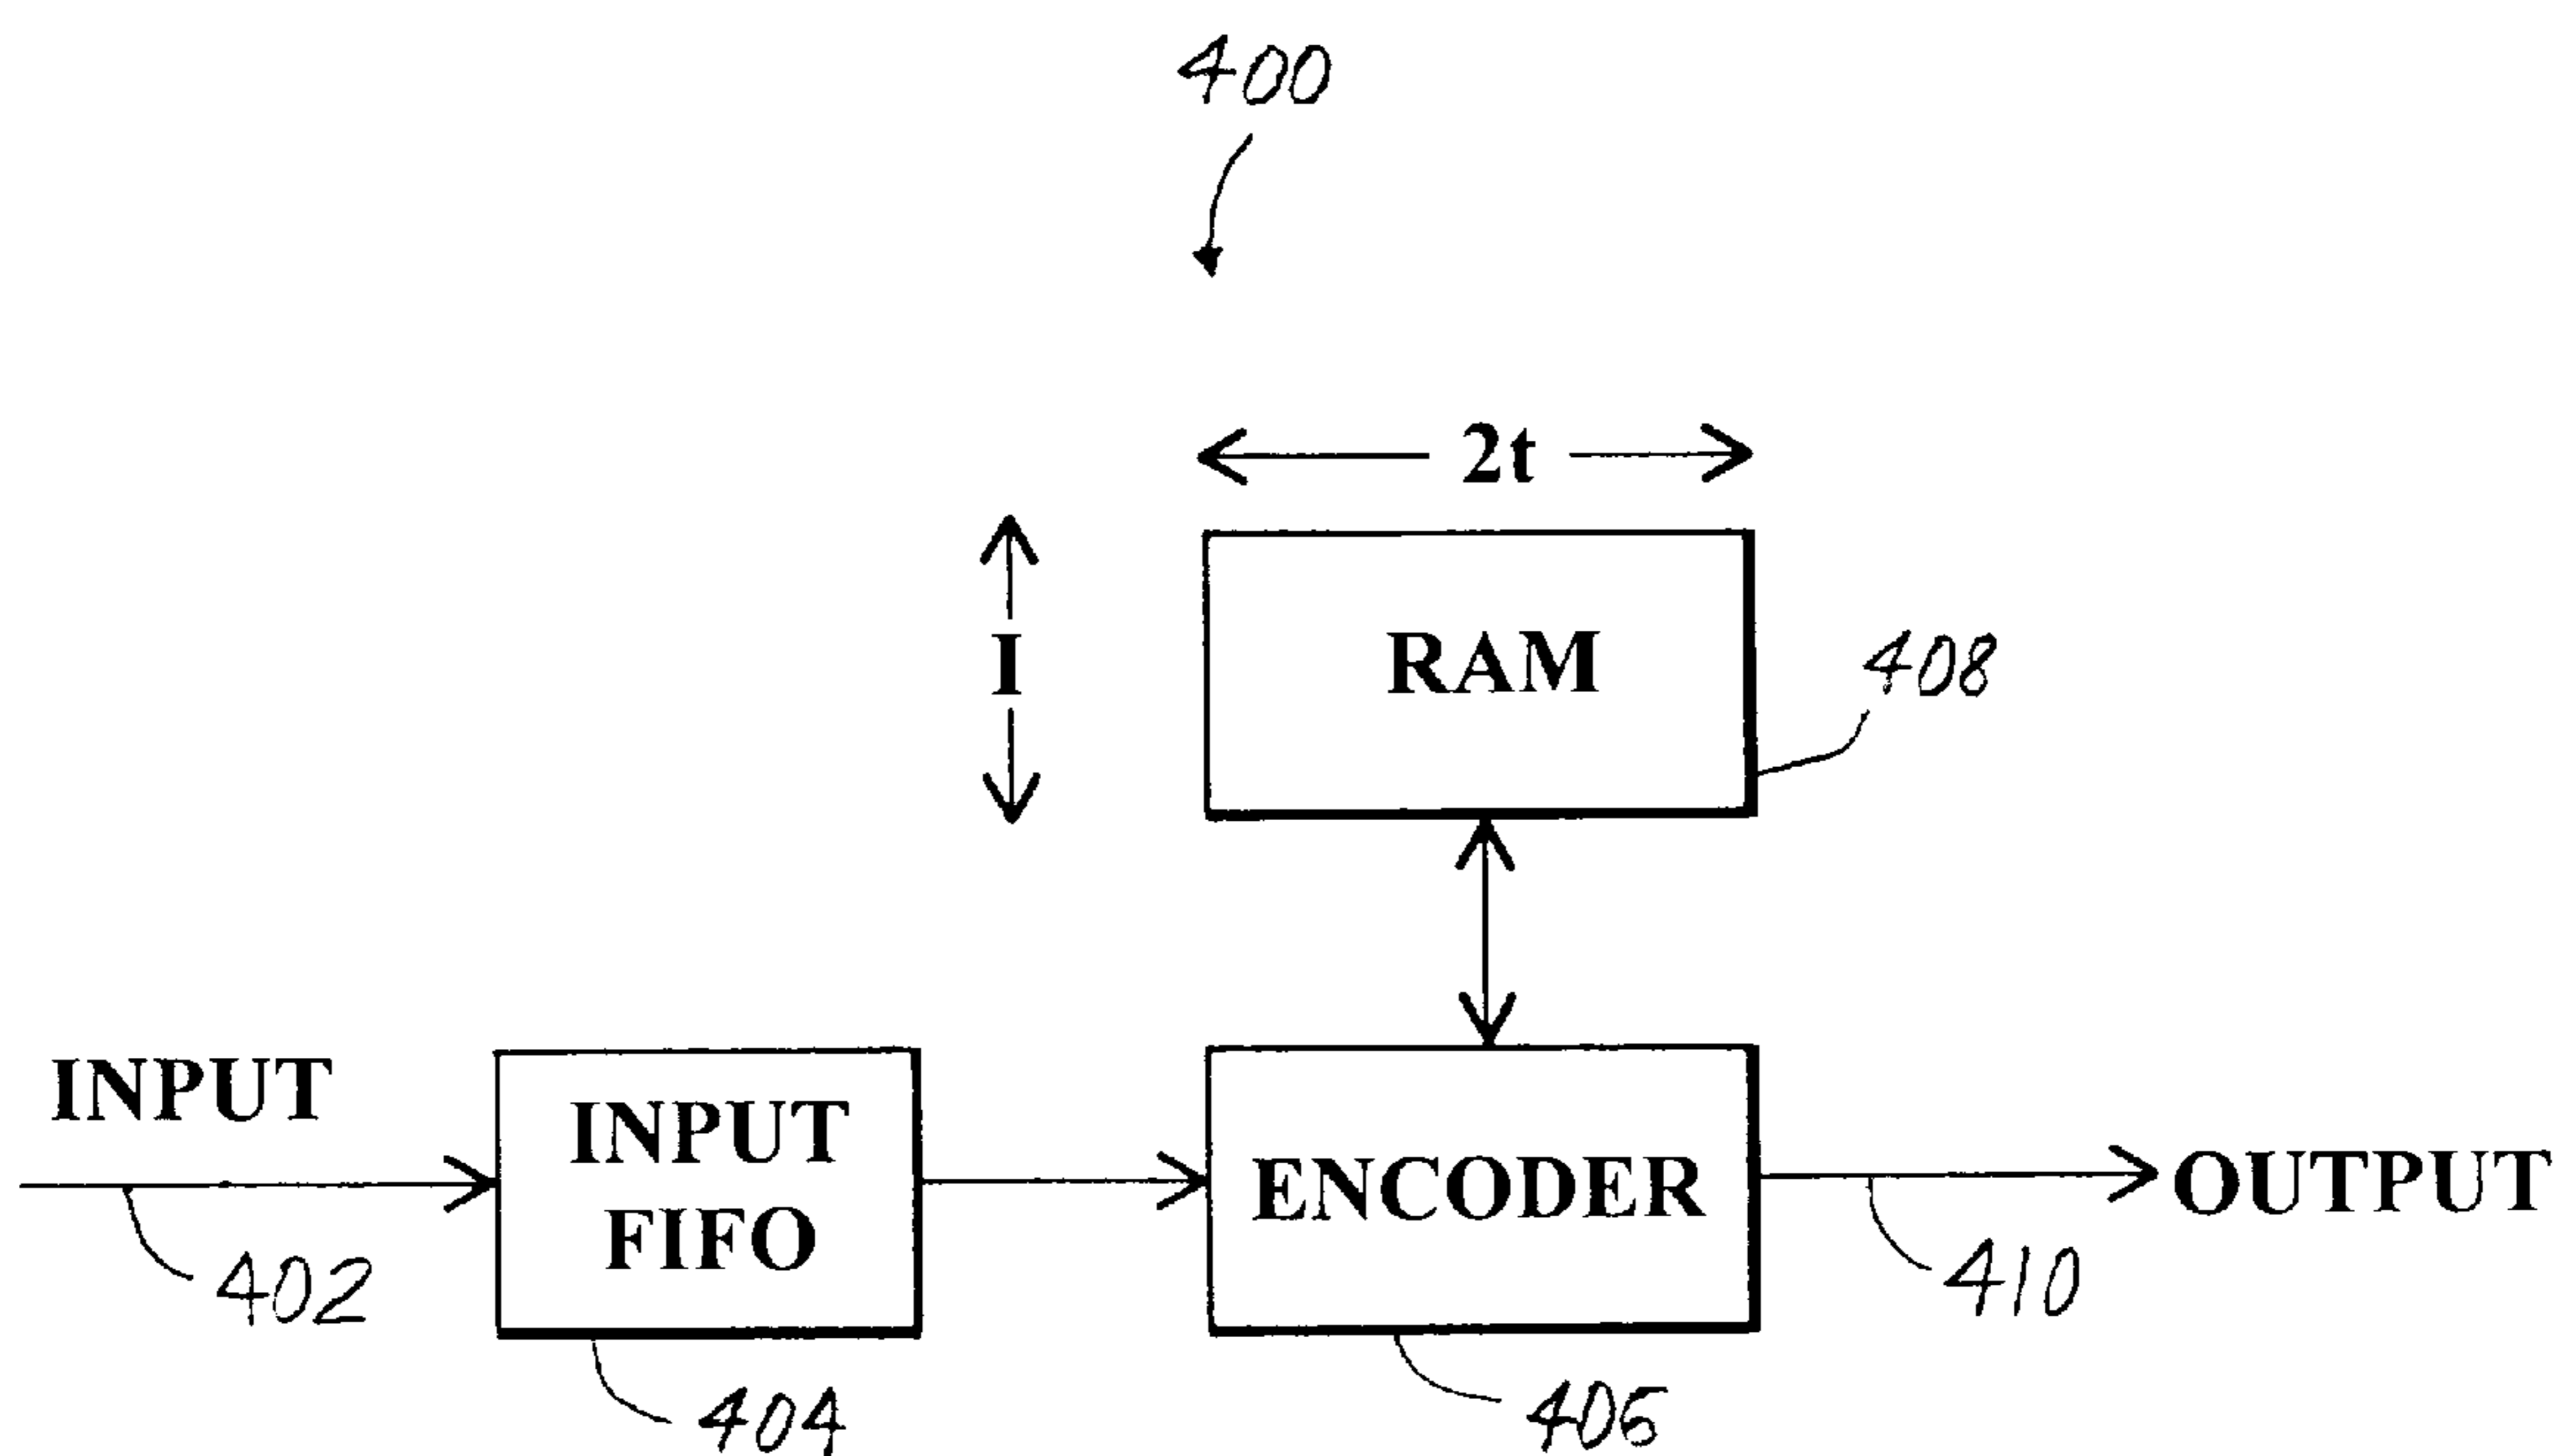 400
2t
I
RAM
408
INPUT
INPUT
FIFO
ENCODER
OUTPUT
402
410
404
406